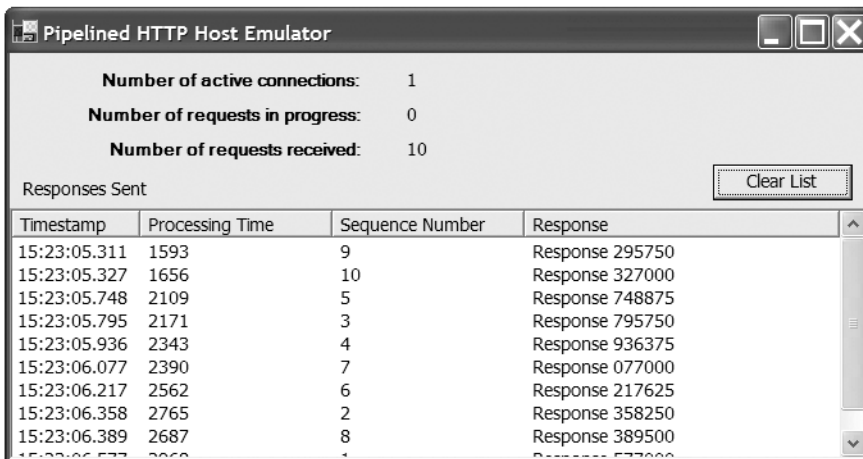 Pipelined HTTP Host Emulator
Number of active connections: 1
Number of requests in progress: 0
Number of requests received: 10
Clear List
Responses Sent
Timestamp Processing Time Sequence Number Response
15:23:05.311 1593 9 Response 295750
15:23:05.327 1656 10 Response 327000
15:23:05.748 2109 5 Response 748875
15:23:05.795 2171 3 Response 795750
15:23:05.936 2343 4 Response 936375
15:23:06.077 2390 7 Response 077000
15:23:06.217 2562 6 Response 217625
15:23:06.358 2765 2 Response 358250
15:23:06.389 2687 8 Response 389500